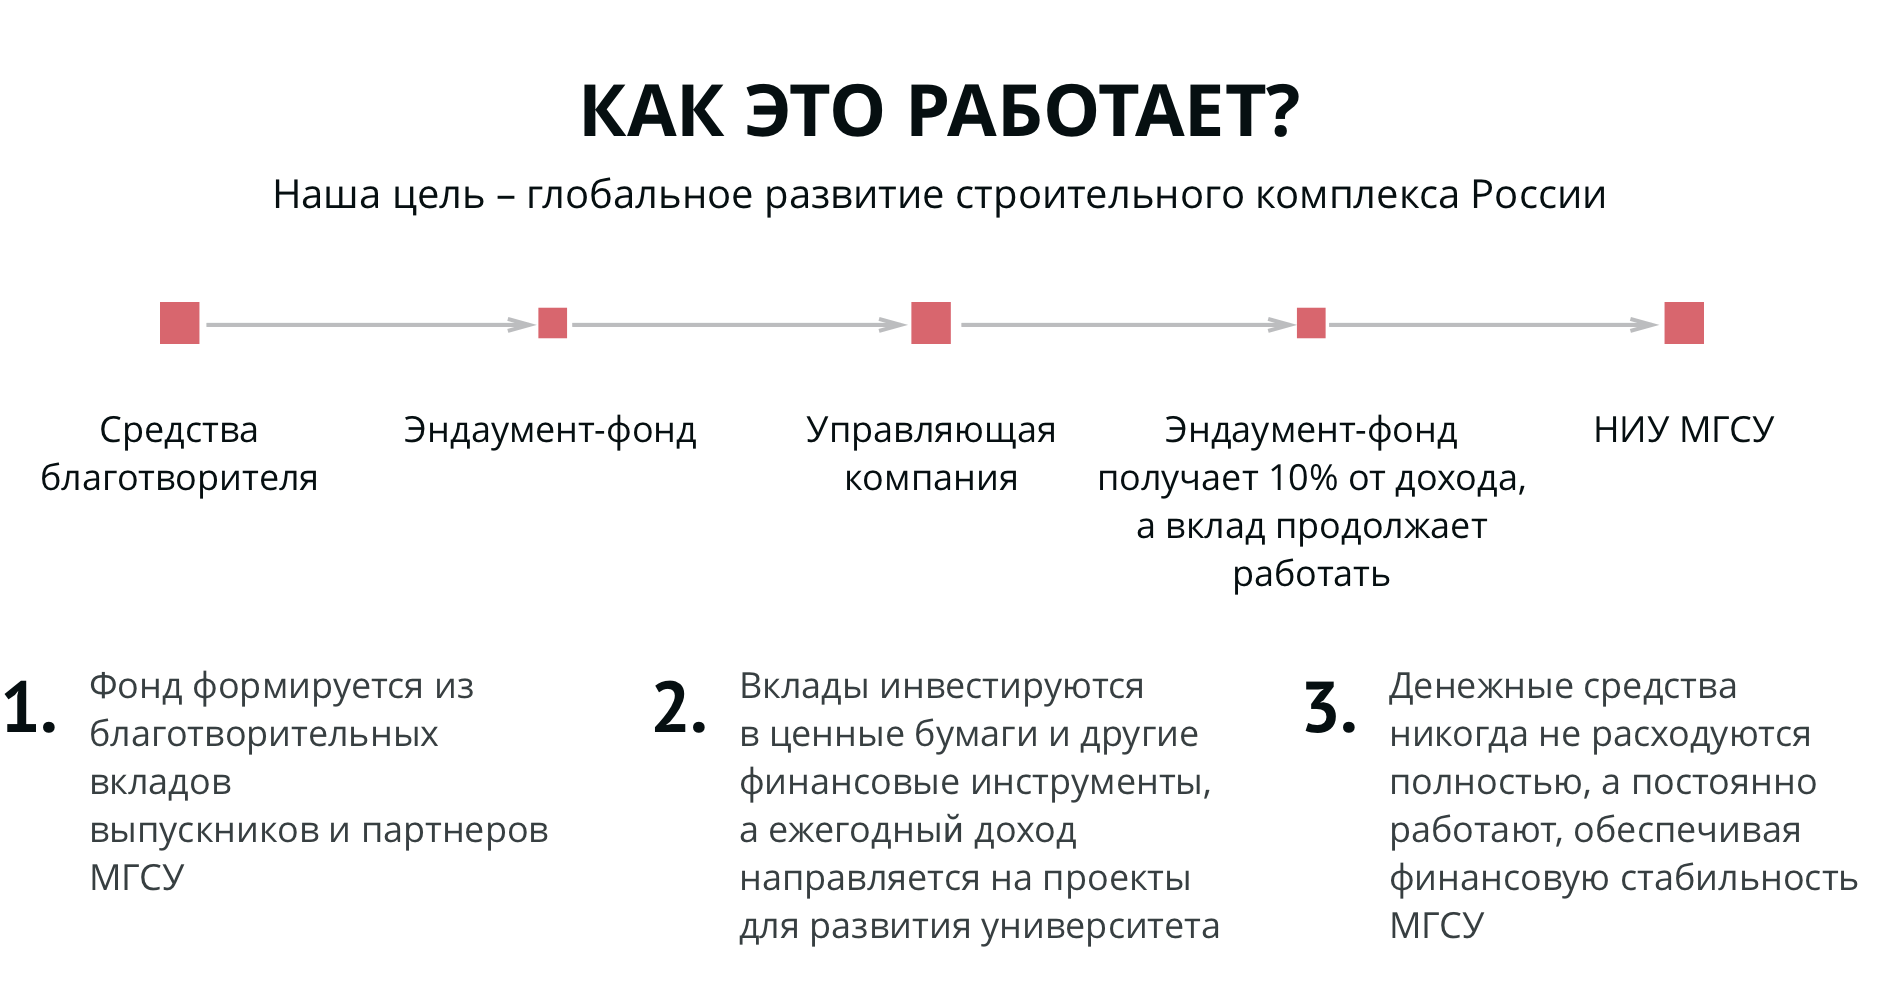 КАК ЭТО РАБОТАЕТ?
Наша цель – глобальное развитие строительного комплекса России
Средства
благотворителя
Эндаумент-фонд
Управляющая
компания
Эндаумент-фонд
получает 10% от дохода,
а вклад продолжает
работать
НИУ МГСУ
1.
Фонд формируется из
благотворительных
вкладов
выпускников и партнеров
МГСУ
2.
Вклады инвестируются
в ценные бумаги и другие
финансовые инструменты,
а ежегодный доход
направляется на проекты
для развития университета
3.
Денежные средства
никогда не расходуются
полностью, а постоянно
работают, обеспечивая
финансовую стабильность
МГСУ